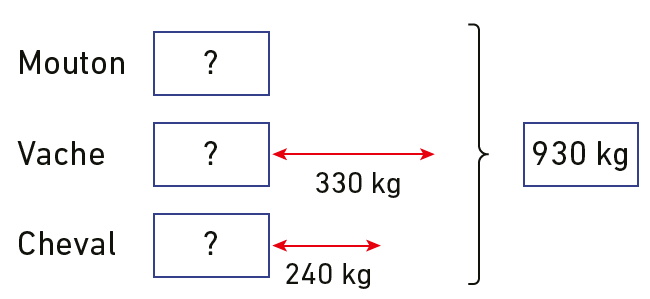 Mouton ?
Vache ? 930 kg
330 kg
Cheval ?
240 kg